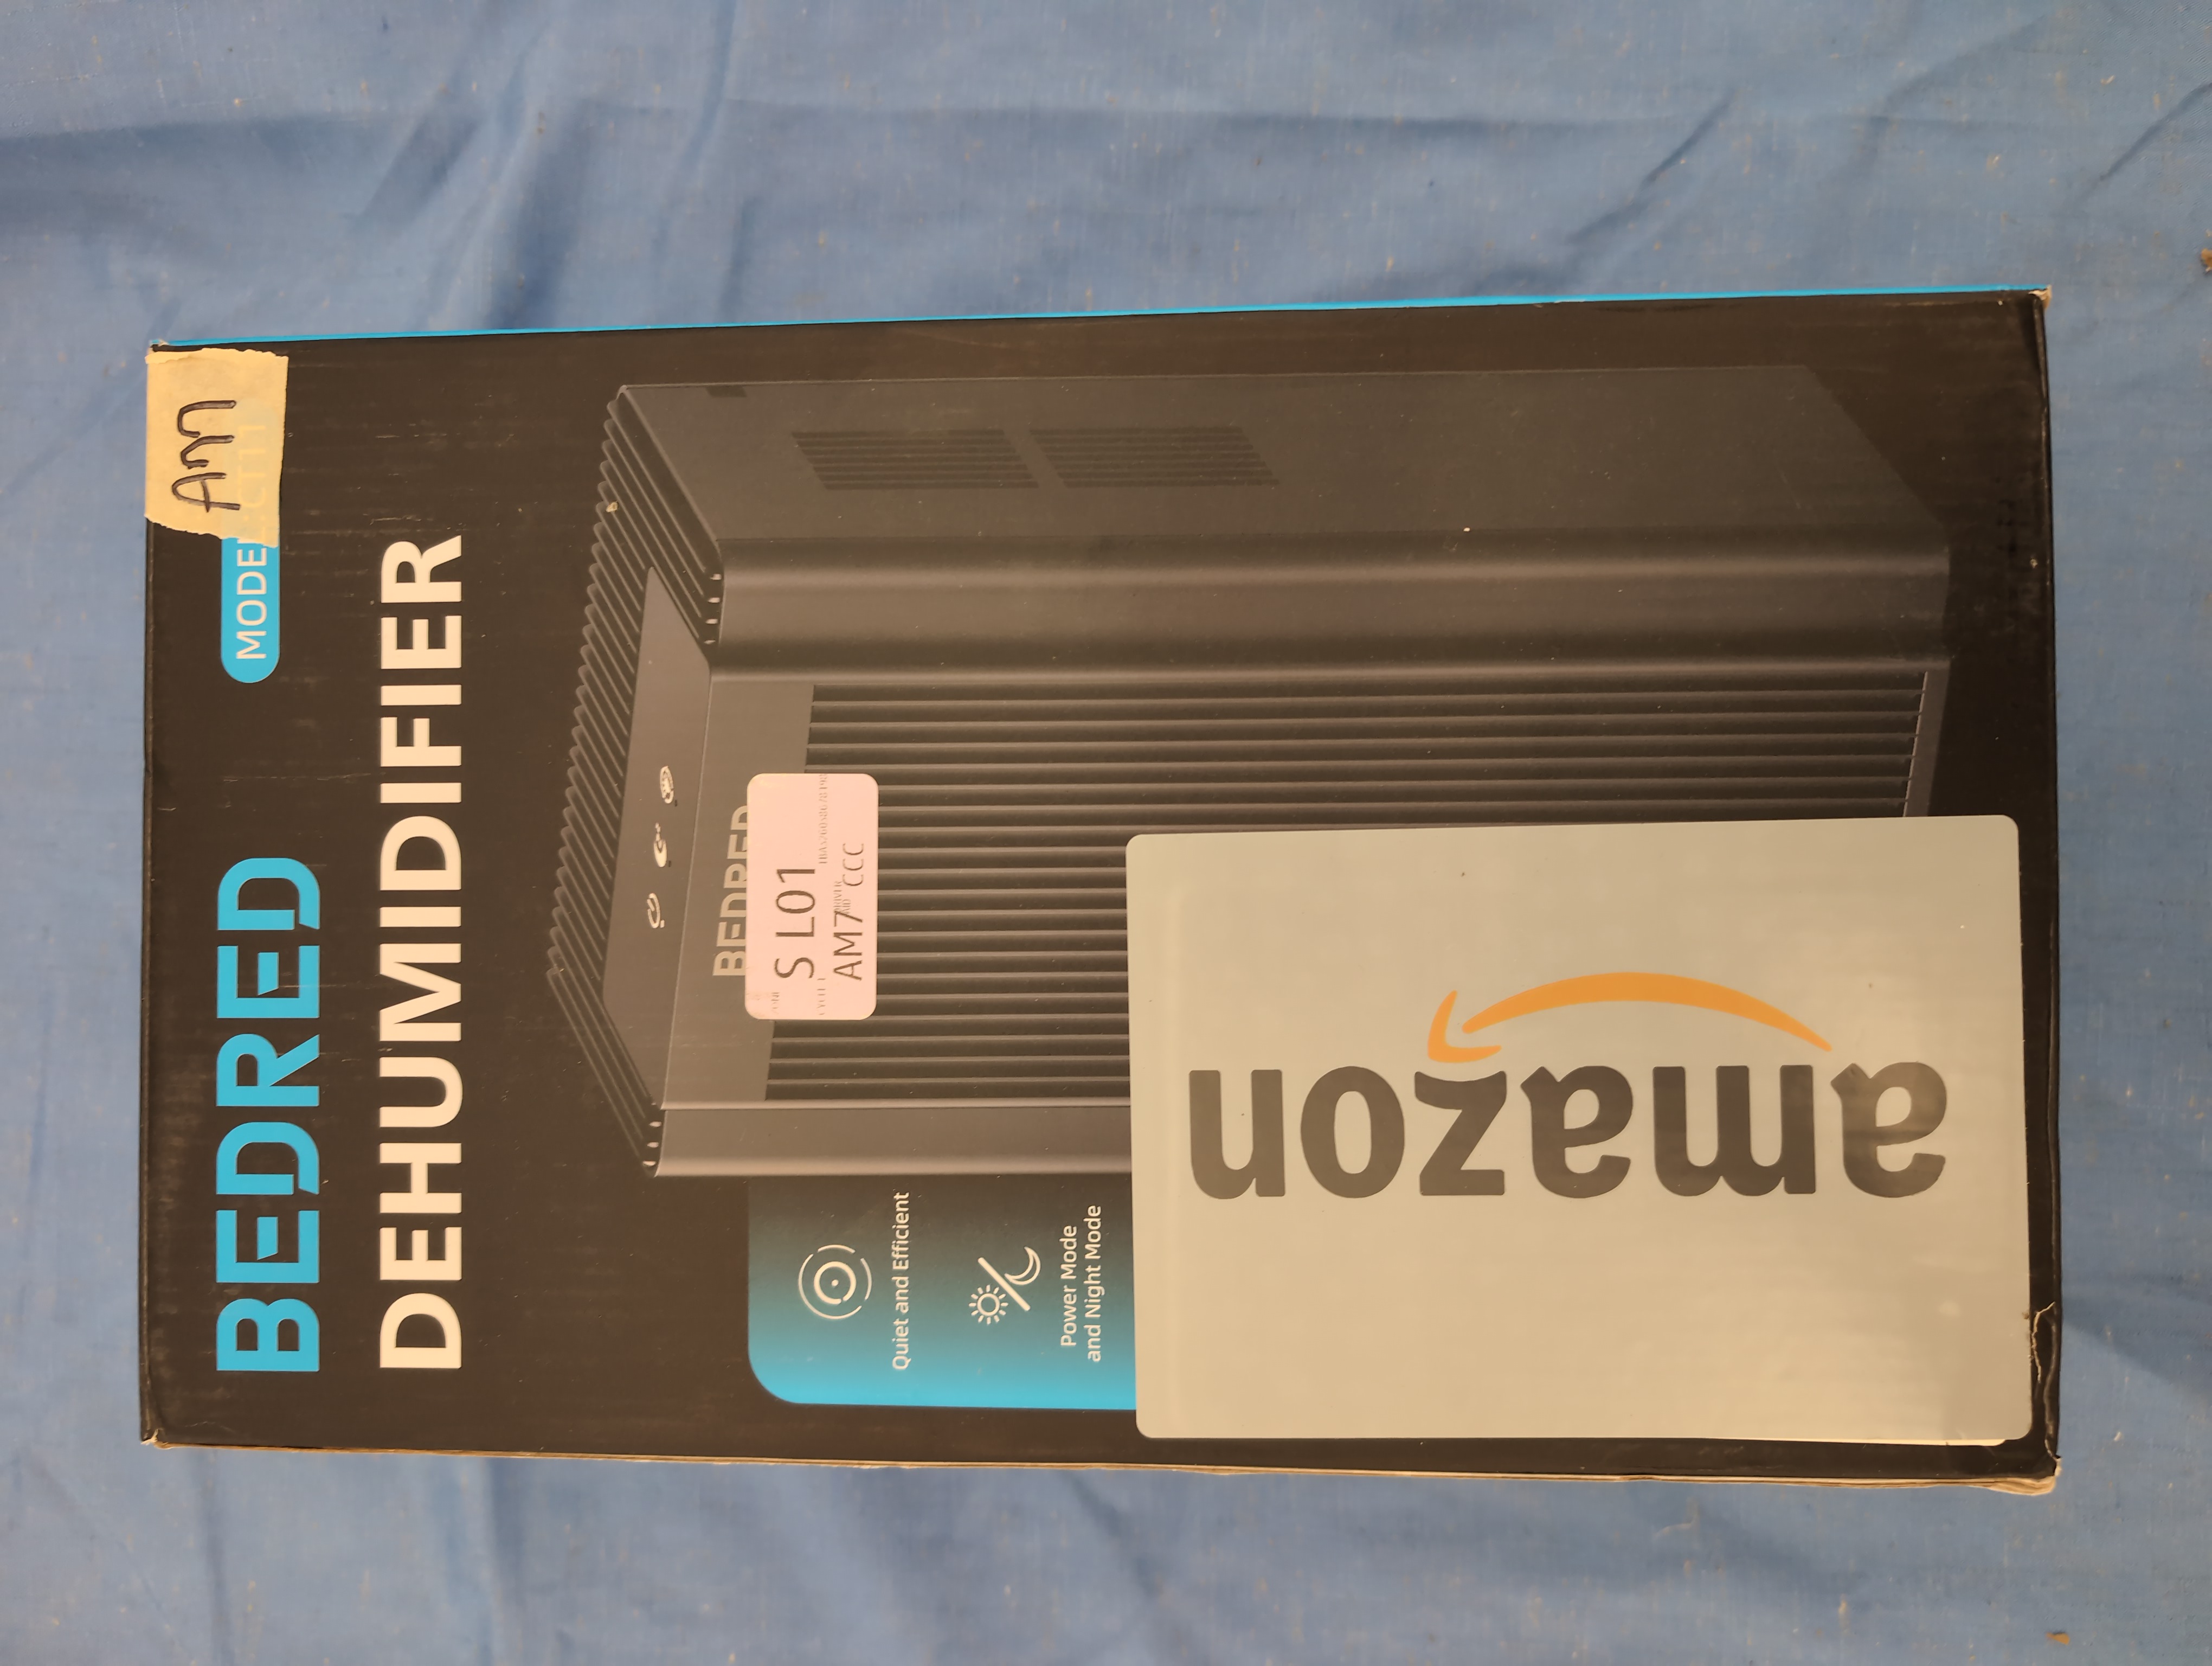 Am
MODE
BEDRED
DEHUMIDIFIER
BEDRED
S L01
AM7 CCC
Quiet and Efficient
Power Mode
and Night Mode
amazon